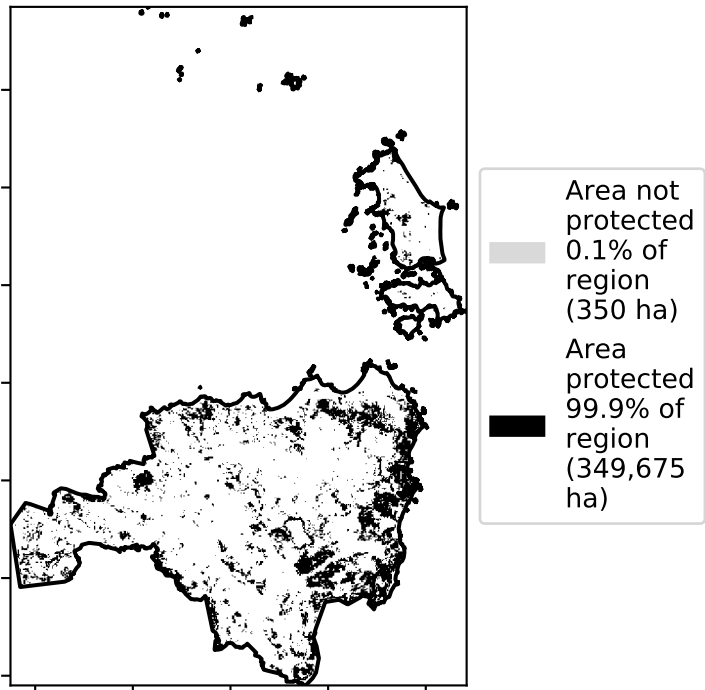 Area not
protected
0.1% of
region
(350 ha)
Area
protected
99.9% of
region
(349,675
ha)